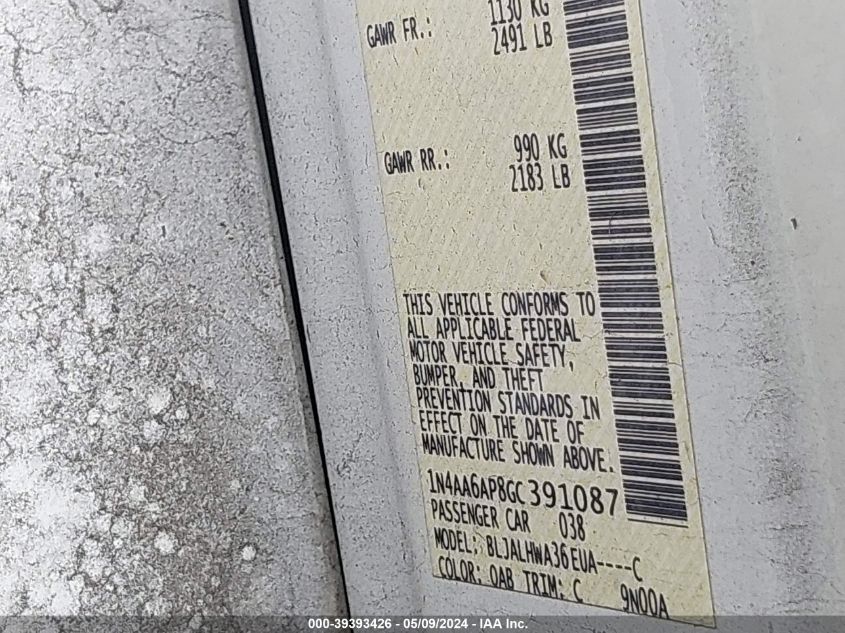 GAWR FR.: 1130 KG
2491 LB
GAWR RR.: 990 KG
2183 LB
THIS VEHICLE CONFORMS TO
ALL APPLICABLE FEDERAL
MOTOR VEHICLE SAFETY,
BUMPER, AND THEFT
PREVENTION STANDARDS IN
EFFECT ON THE DATE OF
MANUFACTURE SHOWN ABOVE.
1N4AA6AP8GC391087
PASSENGER CAR 038
MODEL: BLJALHWA36EUA----C
COLOR: QAB TRIM: C 9N00A
000-39393426 - 05/09/2024 - IAA Inc.